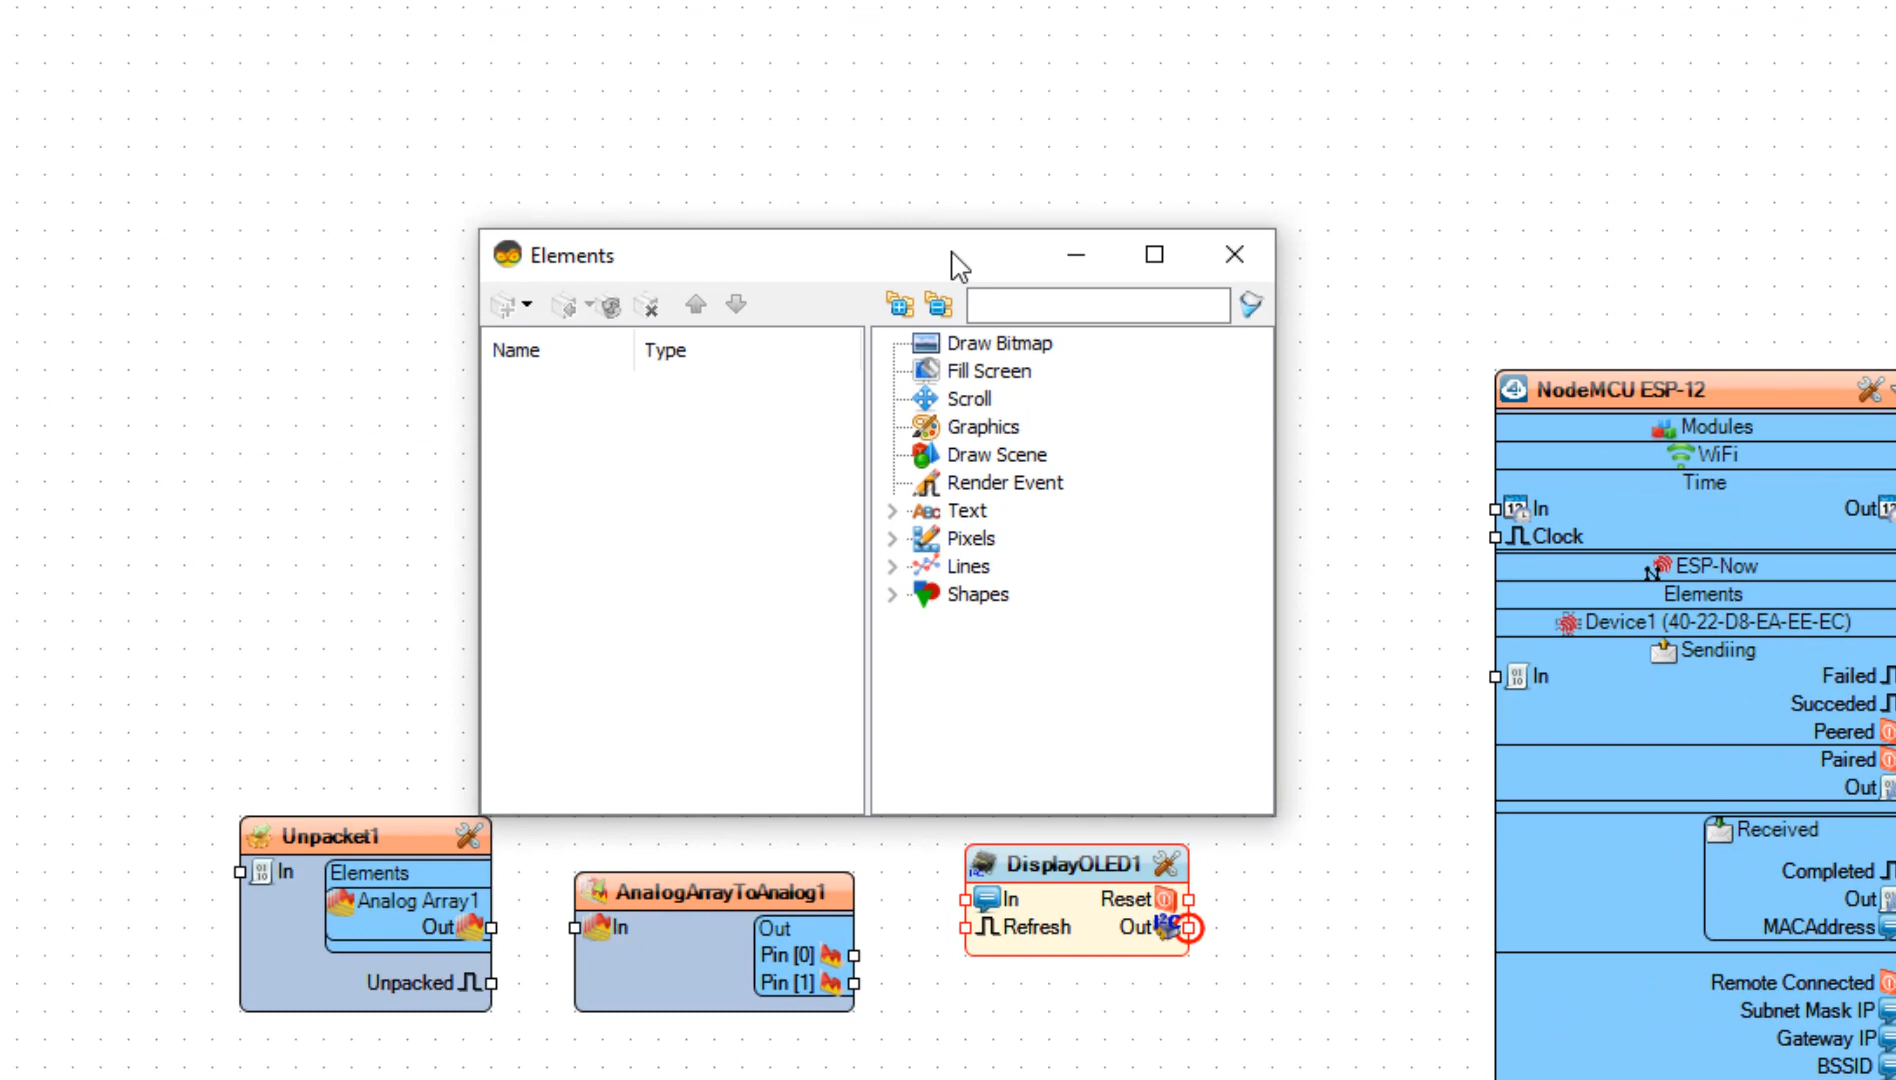 Elements
Name Type
Draw Bitmap
Fill Screen
Scroll
Graphics
Draw Scene
Render Event
Text
Pixels
Lines
Shapes
NodeMCU ESP-12
Modules
WiFi
Time
In Out
Clock
ESP-Now
Elements
Device1 (40-22-D8-EA-EE-EC)
Sendiing
In Failed
Succeded
Peered
Paired
Out
Received
Completed
Out
MACAddress
Remote Connected
Subnet Mask IP
Gateway IP
BSSID
Unpacket1
In Elements
Analog Array1
Out
Unpacked
AnalogArrayToAnalog1
In Out
Pin [0]
Pin [1]
DisplayOLED1
In Reset
Refresh Out